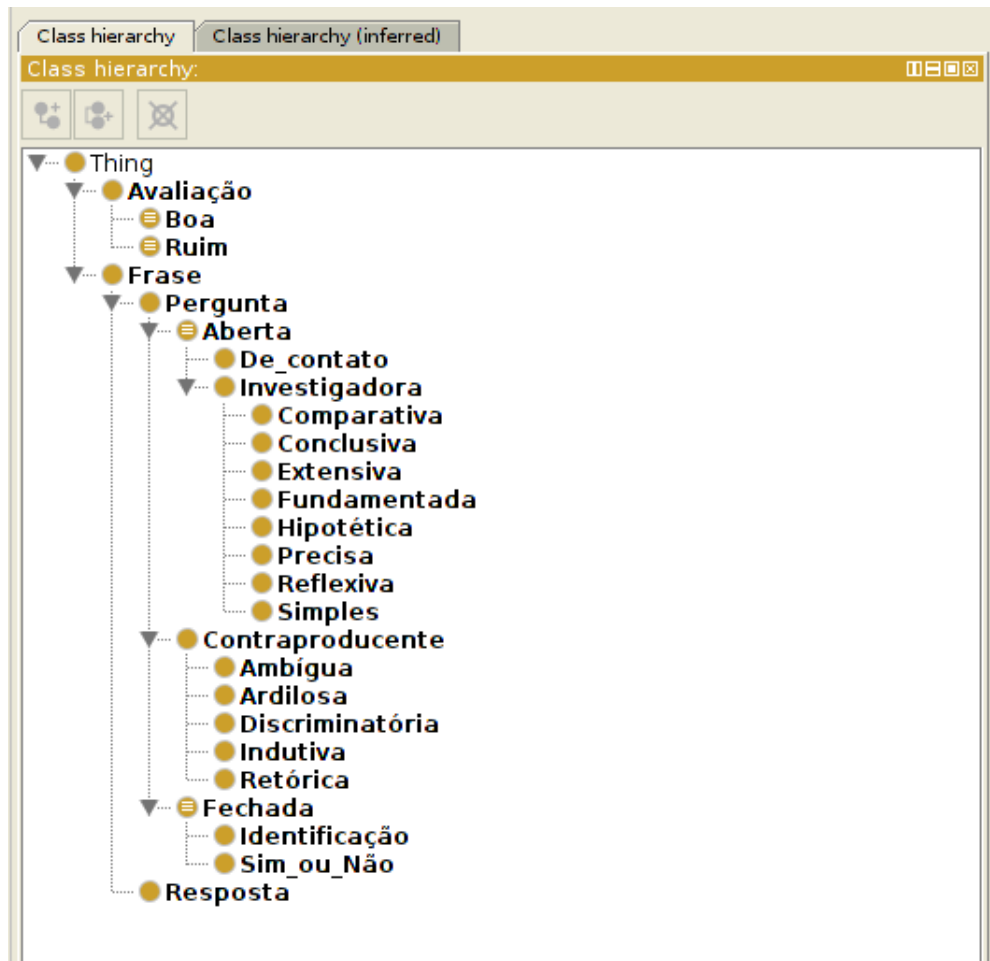 Class hierarchy Class hierarchy (inferred)
Class hierarchy:
Thing
Avaliação
Boa
Ruim
Frase
Pergunta
Aberta
De_contato
Investigadora
Comparativa
Conclusiva
Extensiva
Fundamentada
Hipotética
Precisa
Reflexiva
Simples
Contraproducente
Ambígua
Ardilosa
Discriminatória
Indutiva
Retórica
Fechada
Identificação
Sim_ou_Não
Resposta